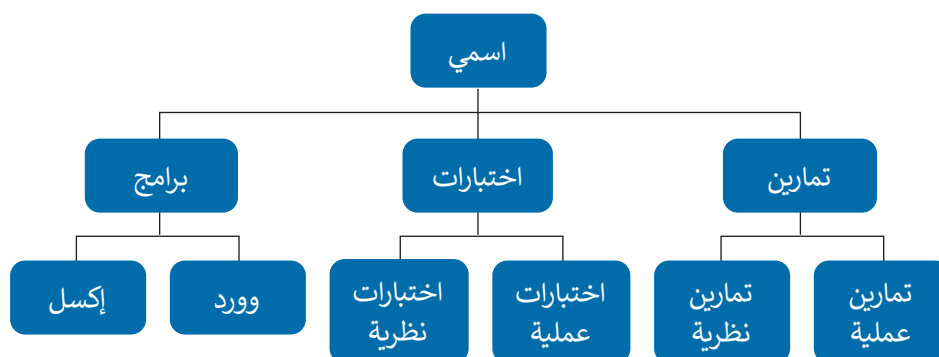 اسمي
تمارين
اختبارات
برامج
تمارين
عملية
تمارين
نظرية
اختبارات
عملية
اختبارات
نظرية
وورد
إكسل